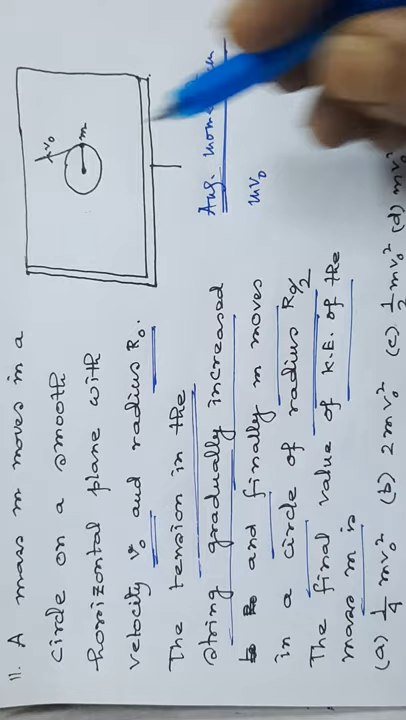 11. A mass m moves in a
circle on a smooth
horizontal plane with
velocity v₀ and radius R₀.
The tension in the
string gradually increased
and finally m moves
in a circle of radius R₀/2
The final value of K.E. of the
mass m is
(a) 1/4 mv₀² (b) 2mv₀² (c) 1/2 mv₀² (d) mv₀²
v₀
m
Ang.
mv₀